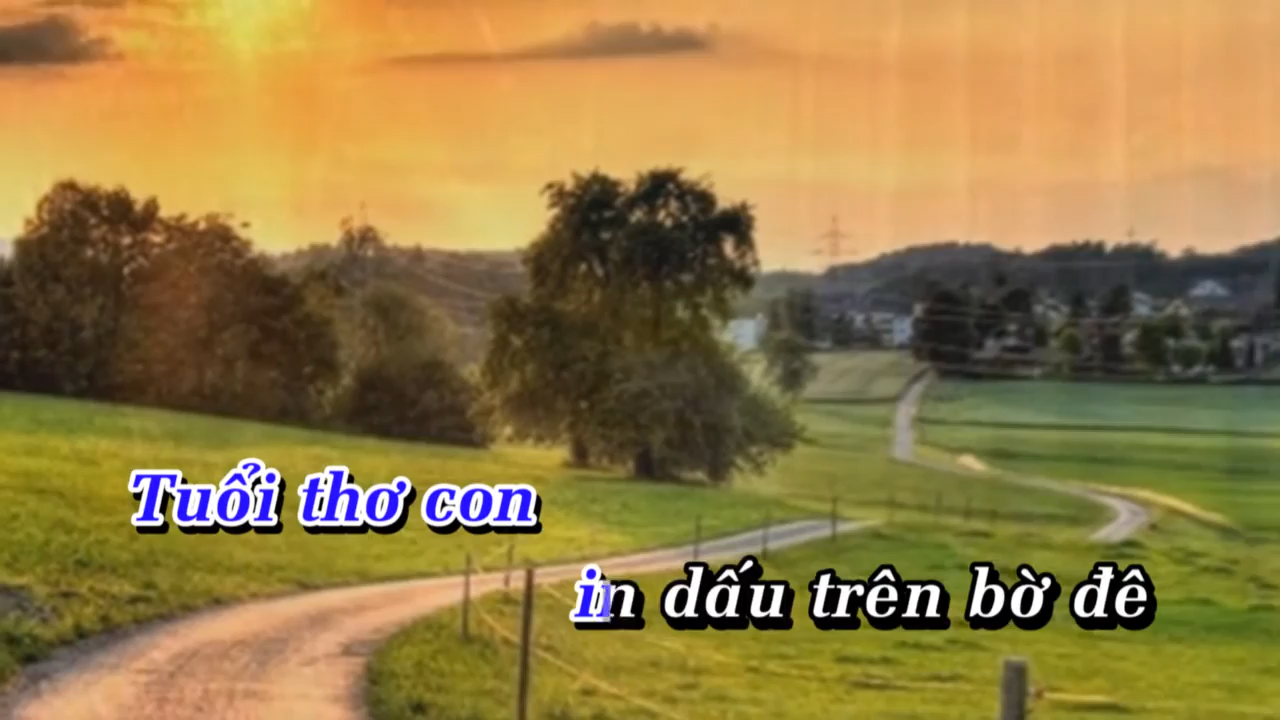 Tuổi thơ con
in dấu trên bờ đê